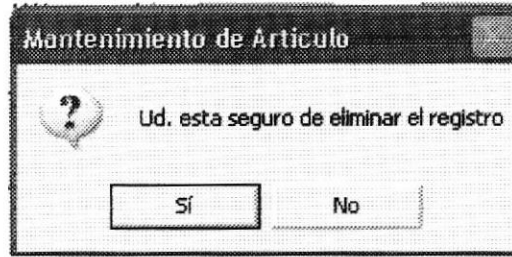 Mantenimiento de Articulo
Ud. esta seguro de eliminar el registro
Sí
No